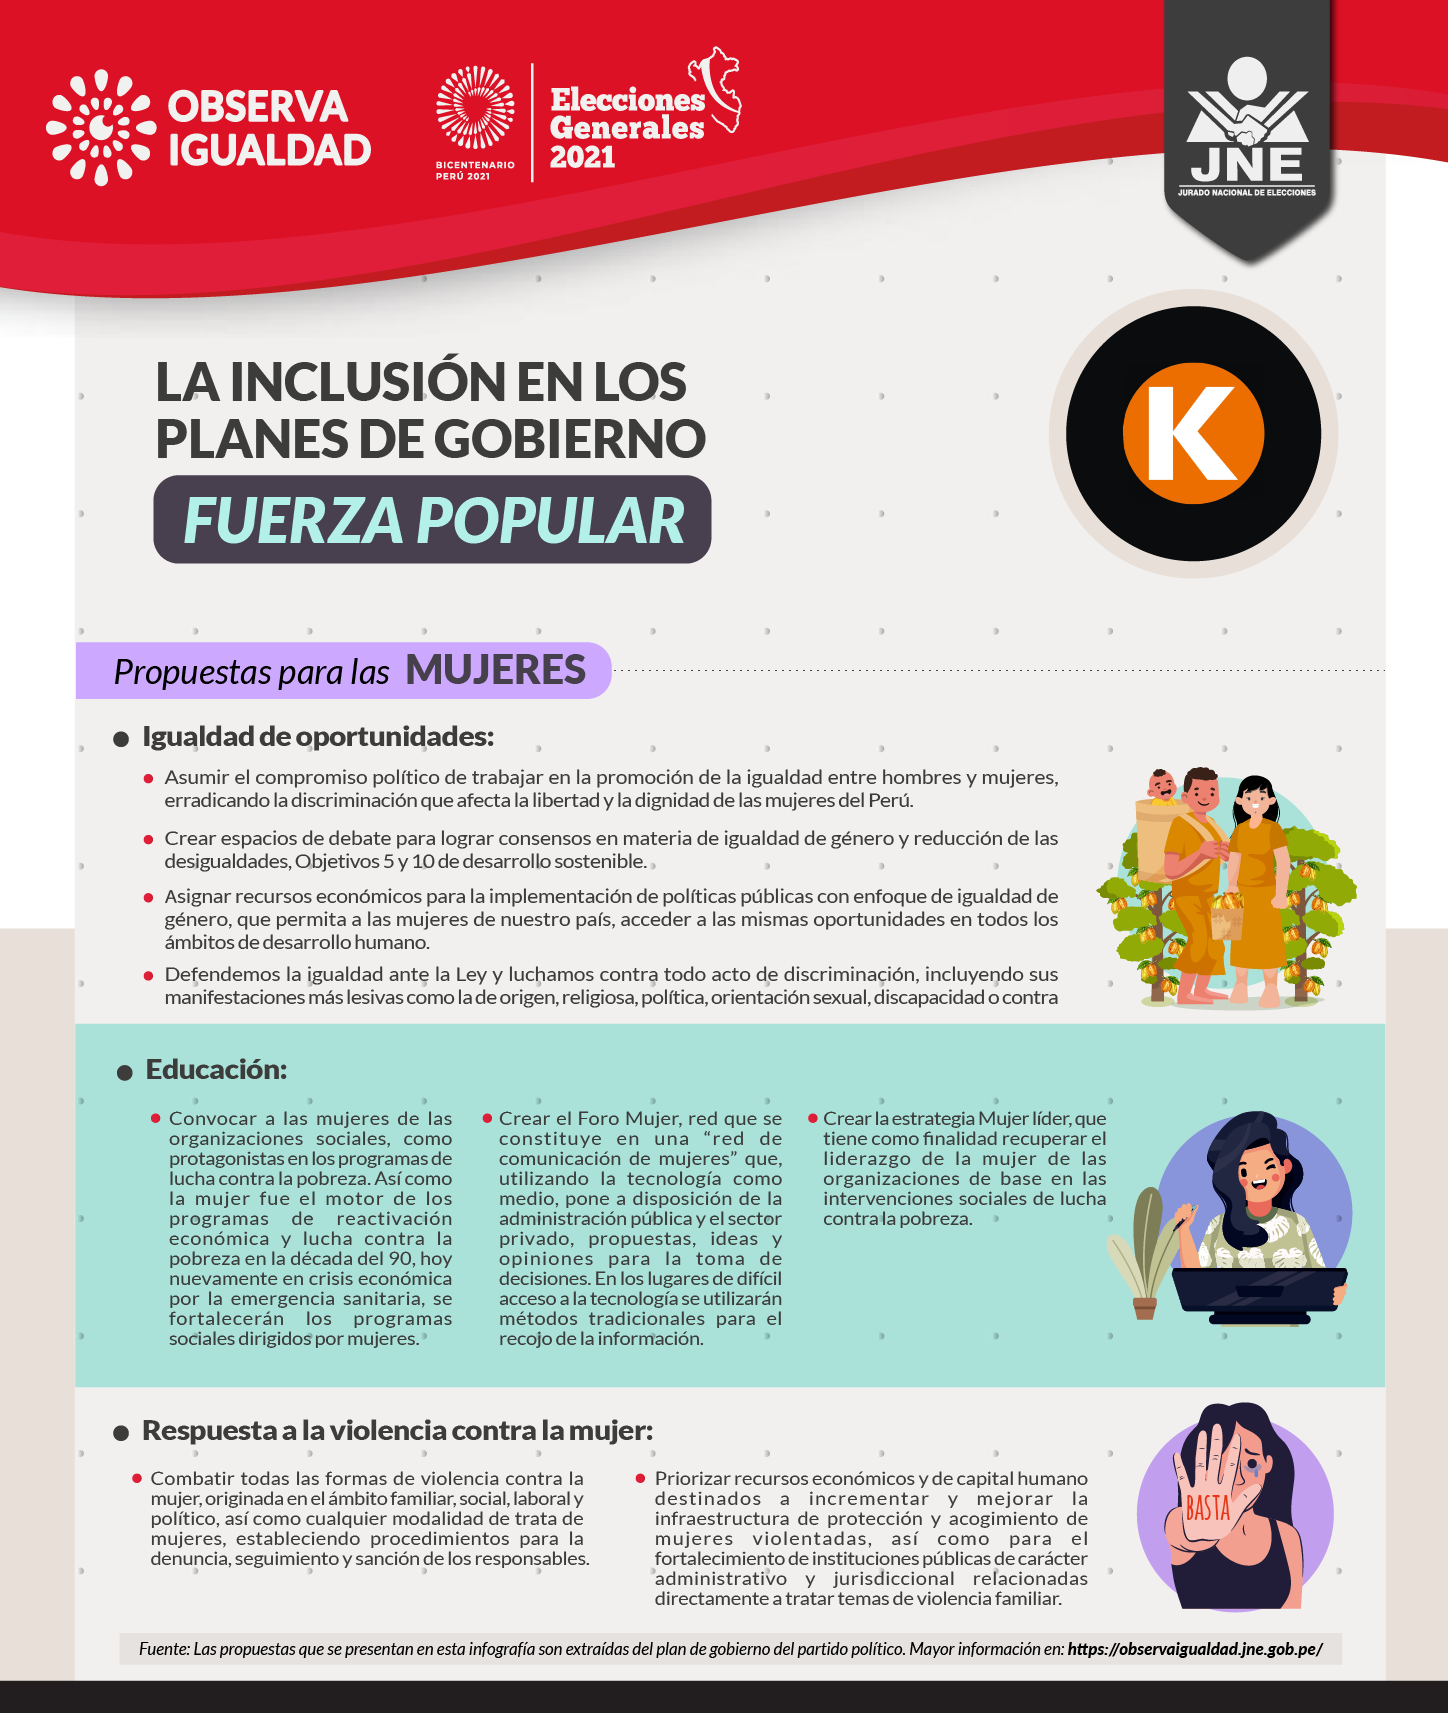 OBSERVA
IGUALDAD
BICENTENARIO
PERÚ 2021
Elecciones
Generales
2021
JNE
JURADO NACIONAL DE ELECCIONES
LA INCLUSIÓN EN LOS
PLANES DE GOBIERNO
FUERZA POPULAR
K
Propuestas para las MUJERES
Igualdad de oportunidades:
Asumir el compromiso político de trabajar en la promoción de la igualdad entre hombres y mujeres,
erradicando la discriminación que afecta la libertad y la dignidad de las mujeres del Perú.
Crear espacios de debate para lograr consensos en materia de igualdad de género y reducción de las
desigualdades, Objetivos 5 y 10 de desarrollo sostenible.
Asignar recursos económicos para la implementación de políticas públicas con enfoque de igualdad de
género, que permita a las mujeres de nuestro país, acceder a las mismas oportunidades en todos los
ámbitos de desarrollo humano.
Defendemos la igualdad ante la Ley y luchamos contra todo acto de discriminación, incluyendo sus
manifestaciones más lesivas como la de origen, religiosa, política, orientación sexual, discapacidad o contra
Educación:
Convocar a las mujeres de las
organizaciones sociales, como
protagonistas en los programas de
lucha contra la pobreza. Así como
la mujer fue el motor de los
programas de reactivación
económica y lucha contra la
pobreza en la década del 90, hoy
nuevamente en crisis económica
por la emergencia sanitaria, se
fortalecerán los programas
sociales dirigidos por mujeres.
Crear el Foro Mujer, red que se
constituye en una “red de
comunicación de mujeres” que,
utilizando la tecnología como
medio, pone a disposición de la
administración pública y el sector
privado, propuestas, ideas y
opiniones para la toma de
decisiones. En los lugares de difícil
acceso a la tecnología se utilizarán
métodos tradicionales para el
recojo de la información.
Crear la estrategia Mujer líder, que
tiene como finalidad recuperar el
liderazgo de la mujer de las
organizaciones de base en las
intervenciones sociales de lucha
contra la pobreza.
Respuesta a la violencia contra la mujer:
Combatir todas las formas de violencia contra la
mujer, originada en el ámbito familiar, social, laboral y
político, así como cualquier modalidad de trata de
mujeres, estableciendo procedimientos para la
denuncia, seguimiento y sanción de los responsables.
Priorizar recursos económicos y de capital humano
destinados a incrementar y mejorar la
infraestructura de protección y acogimiento de
mujeres violentadas, así como para el
fortalecimiento de instituciones públicas de carácter
administrativo y jurisdiccional relacionadas
directamente a tratar temas de violencia familiar.
BASTA
Fuente: Las propuestas que se presentan en esta infografía son extraídas del plan de gobierno del partido político. Mayor información en: https://observaigualdad.jne.gob.pe/